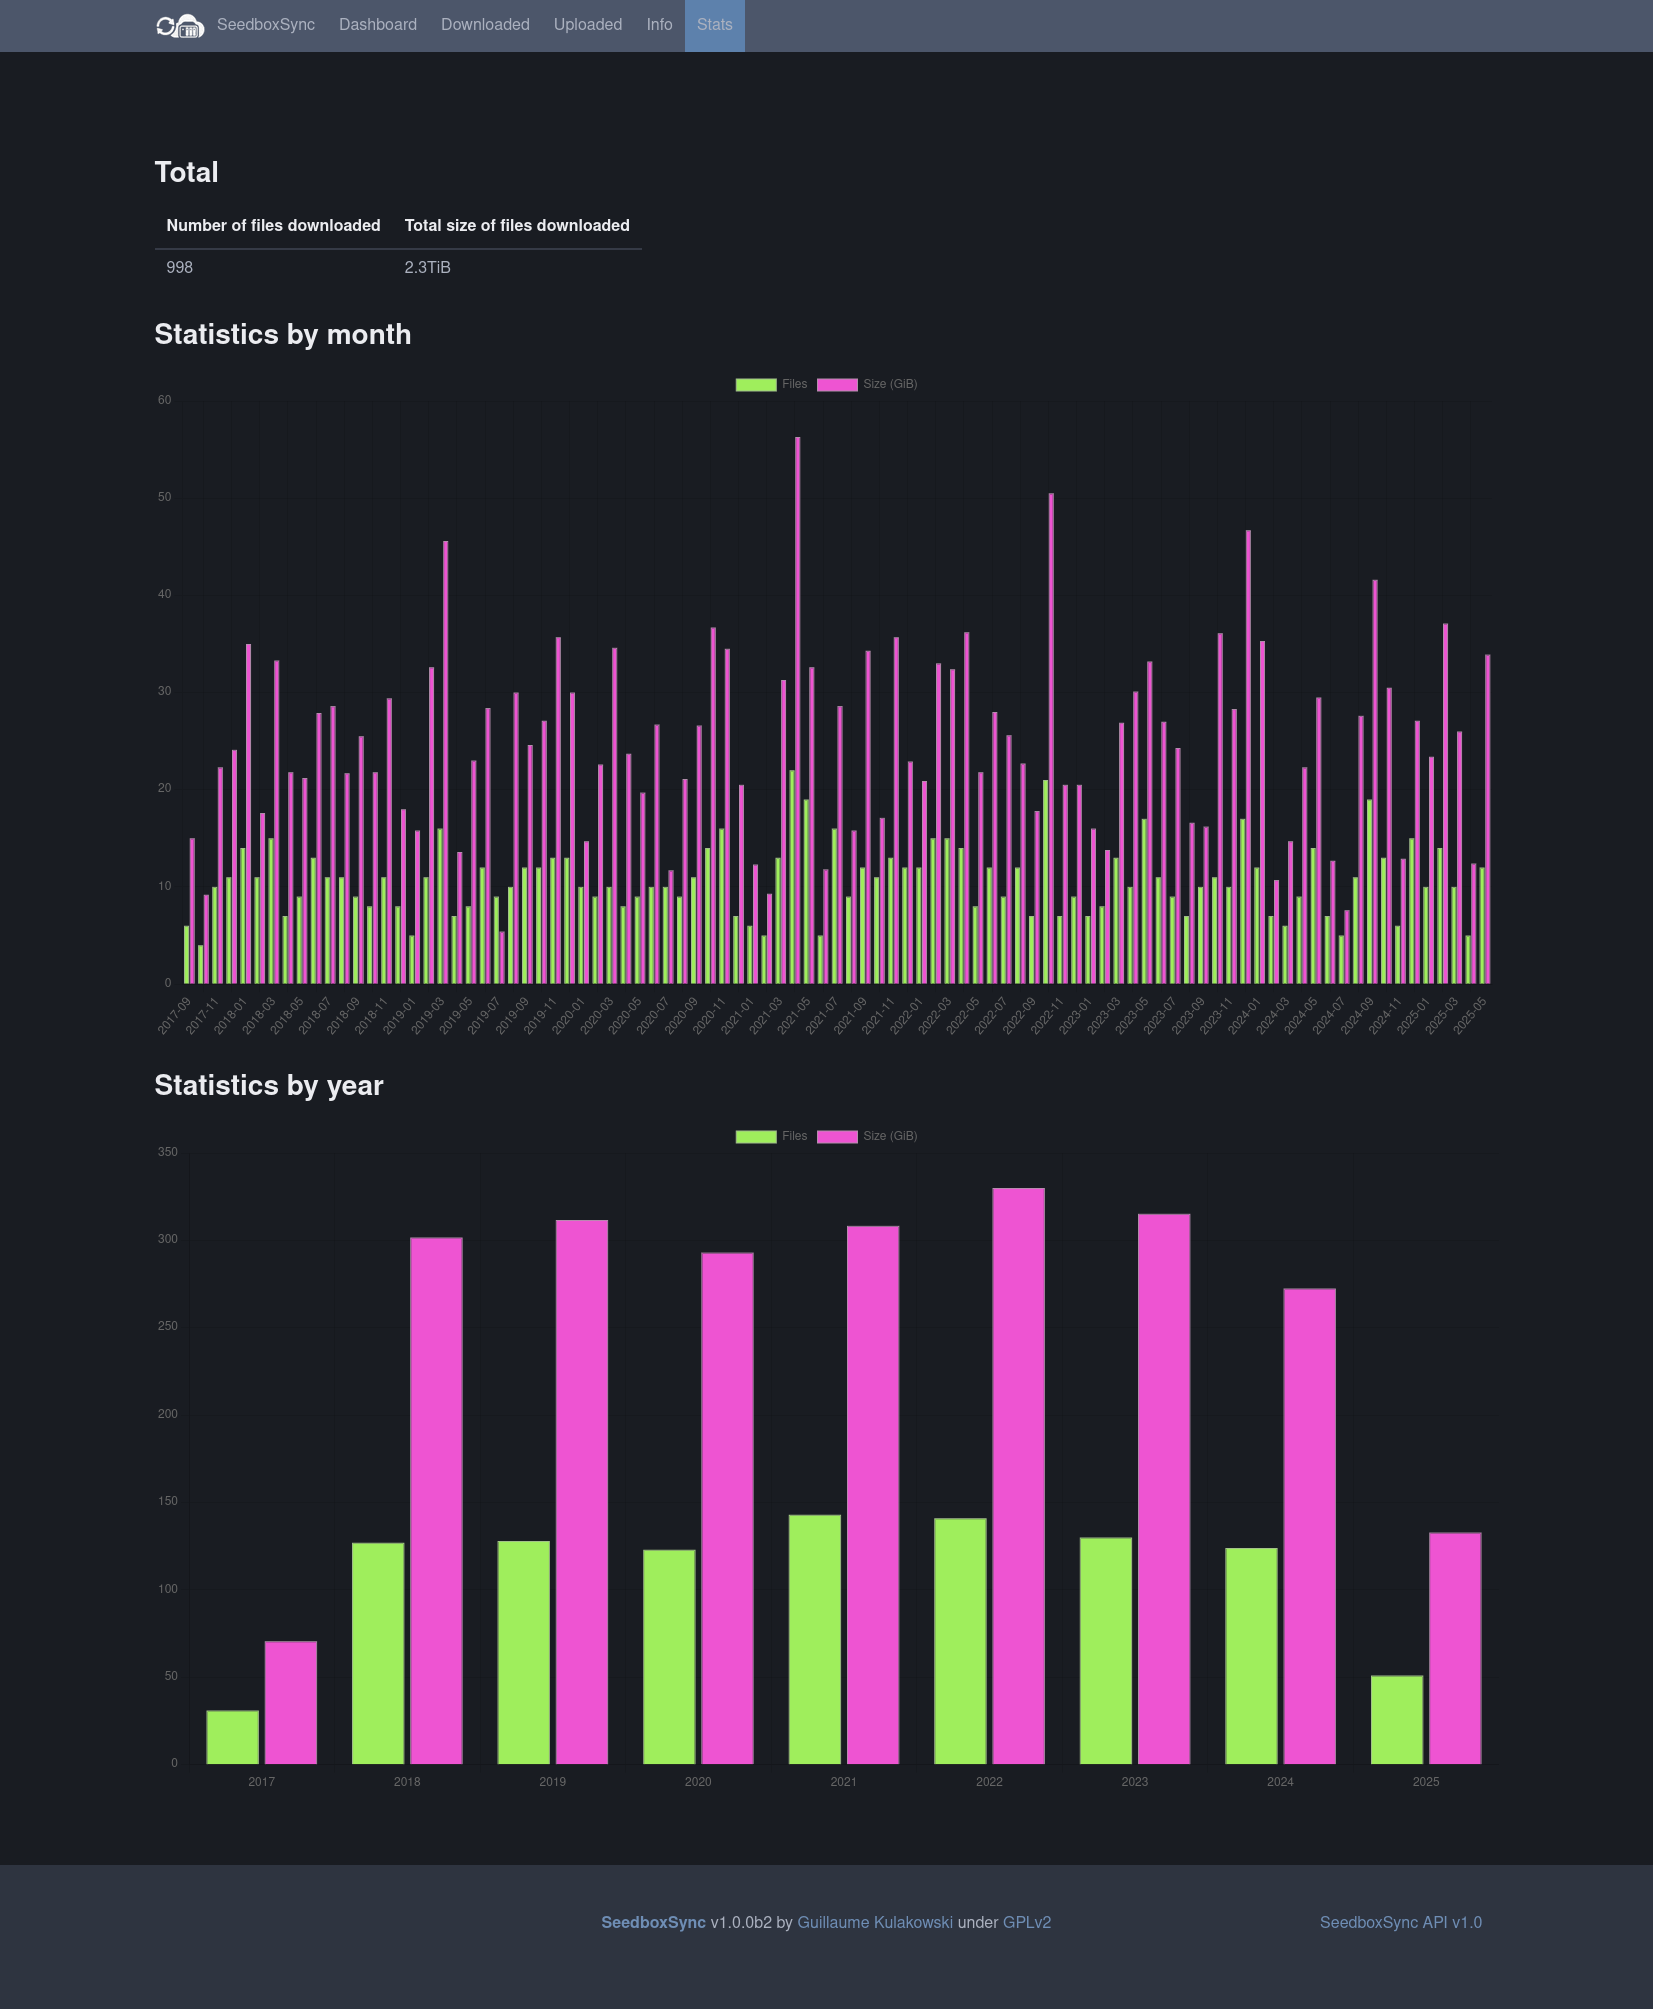 SeedboxSync Dashboard Downloaded Uploaded Info Stats
Total
Number of files downloaded Total size of files downloaded
998 2.3TiB
Statistics by month
Files Size (GiB)
60
50
40
30
20
10
0
2017-09 2017-11 2018-01 2018-03 2018-05 2018-07 2018-09 2018-11 2019-01 2019-03 2019-05 2019-07 2019-09 2019-11 2020-01 2020-03 2020-05 2020-07 2020-09 2020-11 2021-01 2021-03 2021-05 2021-07 2021-09 2021-11 2022-01 2022-03 2022-05 2022-07 2022-09 2022-11 2023-01 2023-03 2023-05 2023-07 2023-09 2023-11 2024-01 2024-03 2024-05 2024-07 2024-09 2024-11 2025-01 2025-03 2025-05
Statistics by year
Files Size (GiB)
350
300
250
200
150
100
50
0
2017 2018 2019 2020 2021 2022 2023 2024 2025
SeedboxSync v1.0.0b2 by Guillaume Kulakowski under GPLv2 SeedboxSync API v1.0